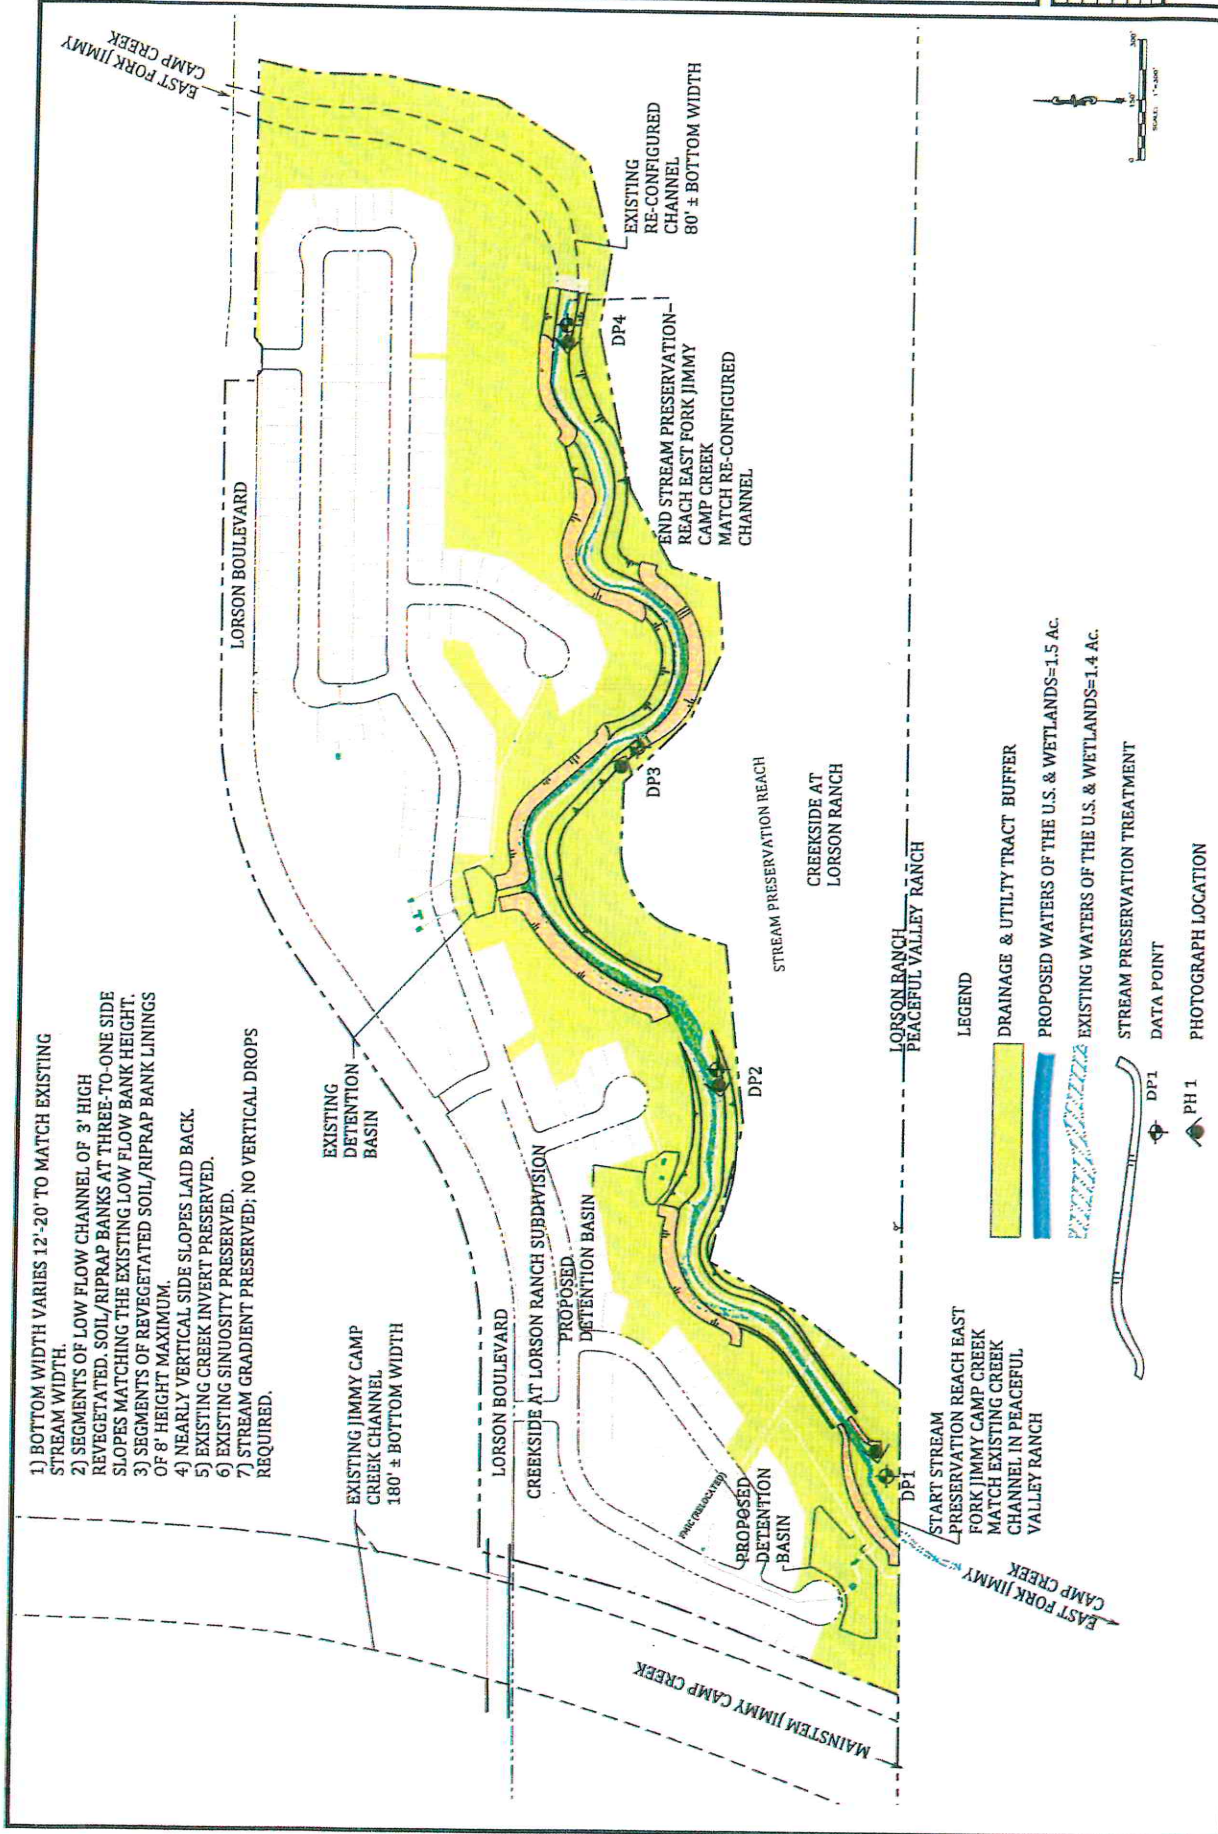 1) BOTTOM WIDTH VARIES 12'-20' TO MATCH EXISTING
STREAM WIDTH.
2) SEGMENTS OF LOW FLOW CHANNEL OF 3' HIGH
REVEGETATED. SOIL/RIPRAP BANKS AT THREE-TO-ONE SIDE
SLOPES MATCHING THE EXISTING LOW FLOW BANK HEIGHT.
3) SEGMENTS OF REVEGETATED SOIL/RIPRAP BANK LININGS
OF 8' HEIGHT MAXIMUM.
4) NEARLY VERTICAL SIDE SLOPES LAID BACK.
5) EXISTING CREEK INVERT PRESERVED.
6) EXISTING SINUOSITY PRESERVED.
7) STREAM GRADIENT PRESERVED; NO VERTICAL DROPS
REQUIRED.
EXISTING JIMMY CAMP
CREEK CHANNEL
180' ± BOTTOM WIDTH
EXISTING
DETENTION
BASIN
LORSON BOULEVARD
EAST FORK JIMMY
CAMP CREEK
LORSON BOULEVARD
CREEKSIDE AT LORSON RANCH SUBDIVISION
PROPOSED
DETENTION BASIN
EXISTING
RE-CONFIGURED
CHANNEL
80' ± BOTTOM WIDTH
DP4
END STREAM PRESERVATION
REACH EAST FORK JIMMY
CAMP CREEK
MATCH RE-CONFIGURED
CHANNEL
DP3
DP2
STREAM PRESERVATION REACH
CREEKSIDE AT
LORSON RANCH
FMIC (RELOCATED)
PROPOSED
DETENTION
BASIN
MAINSTEM JIMMY CAMP CREEK
DP1
START STREAM
PRESERVATION REACH EAST
FORK JIMMY CAMP CREEK
MATCH EXISTING CREEK
CHANNEL IN PEACEFUL
VALLEY RANCH
EAST FORK JIMMY
CAMP CREEK
LORSON RANCH
PEACEFUL VALLEY RANCH
LEGEND
DRAINAGE & UTILITY TRACT BUFFER
PROPOSED WATERS OF THE U.S. & WETLANDS=1.5 Ac.
EXISTING WATERS OF THE U.S. & WETLANDS=1.4 Ac.
STREAM PRESERVATION TREATMENT
DP1 DATA POINT
PH 1 PHOTOGRAPH LOCATION
0 150' 300'
SCALE: 1"=300'